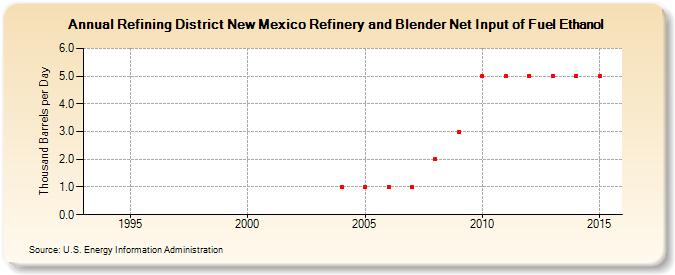 Annual Refining District New Mexico Refinery and Blender Net Input of Fuel Ethanol
Thousand Barrels per Day
6.0
5.0
4.0
3.0
2.0
1.0
0.0
1995 2000 2005 2010 2015
Source: U.S. Energy Information Administration